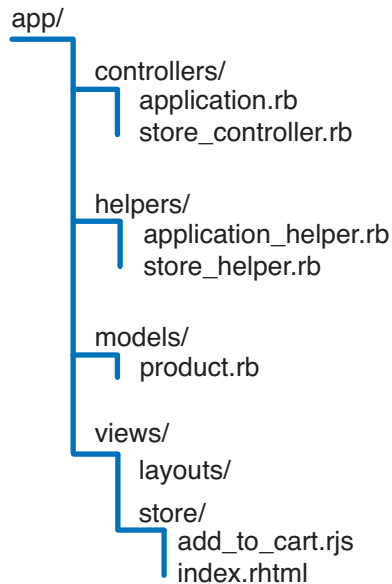 app/
controllers/
application.rb
store_controller.rb
helpers/
application_helper.rb
store_helper.rb
models/
product.rb
views/
layouts/
store/
add_to_cart.rjs
index.rhtml